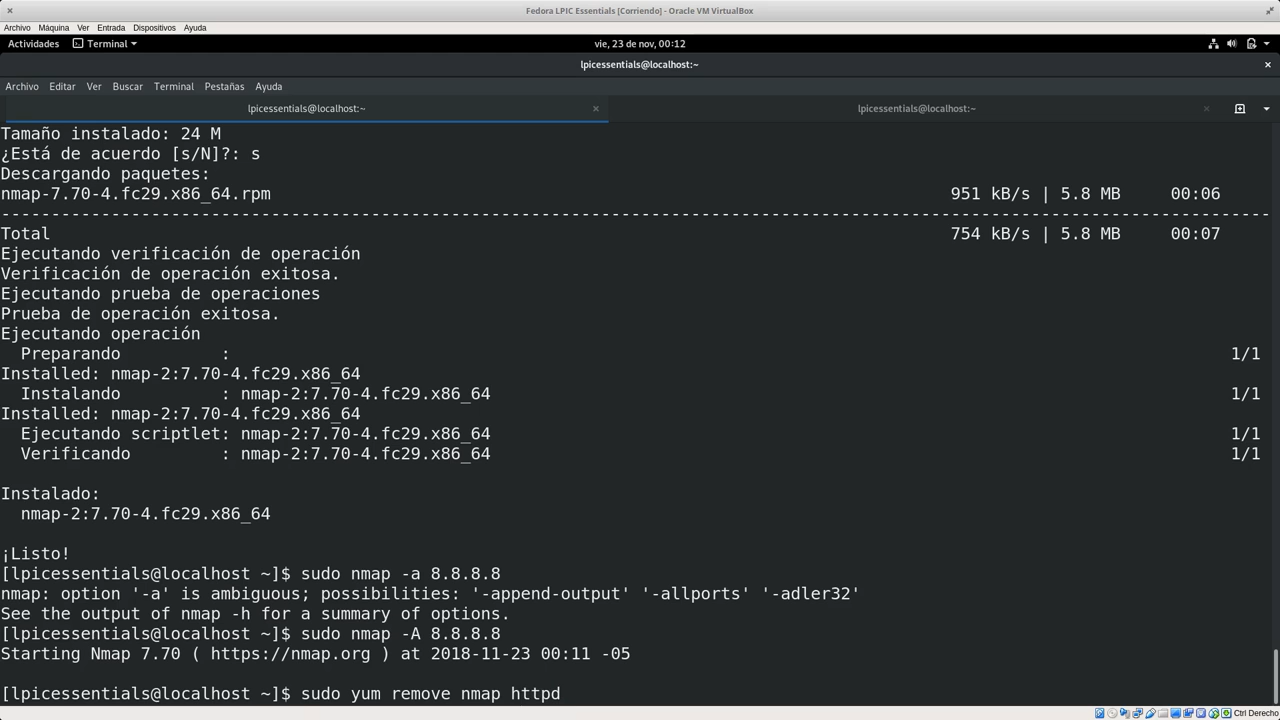 Fedora LPIC Essentials [Corriendo] - Oracle VM VirtualBox
Archivo Máquina Ver Entrada Dispositivos Ayuda
Actividades Terminal vie, 23 de nov, 00:12
lpicessentials@localhost:~
Archivo Editar Ver Buscar Terminal Pestañas Ayuda
lpicessentials@localhost:~ lpicessentials@localhost:~
Tamaño instalado: 24 M
¿Está de acuerdo [s/N]?: s
Descargando paquetes:
nmap-7.70-4.fc29.x86_64.rpm 951 kB/s | 5.8 MB 00:06
--------------------------------------------------------------------------------
Total 754 kB/s | 5.8 MB 00:07
Ejecutando verificación de operación
Verificación de operación exitosa.
Ejecutando prueba de operaciones
Prueba de operación exitosa.
Ejecutando operación
Preparando : 1/1
Installed: nmap-2:7.70-4.fc29.x86_64
Instalando : nmap-2:7.70-4.fc29.x86_64 1/1
Installed: nmap-2:7.70-4.fc29.x86_64
Ejecutando scriptlet: nmap-2:7.70-4.fc29.x86_64 1/1
Verificando : nmap-2:7.70-4.fc29.x86_64 1/1
Instalado:
nmap-2:7.70-4.fc29.x86_64
¡Listo!
[lpicessentials@localhost ~]$ sudo nmap -a 8.8.8.8
nmap: option '-a' is ambiguous; possibilities: '-append-output' '-allports' '-adler32'
See the output of nmap -h for a summary of options.
[lpicessentials@localhost ~]$ sudo nmap -A 8.8.8.8
Starting Nmap 7.70 ( https://nmap.org ) at 2018-11-23 00:11 -05
[lpicessentials@localhost ~]$ sudo yum remove nmap httpd
Ctrl Derecho